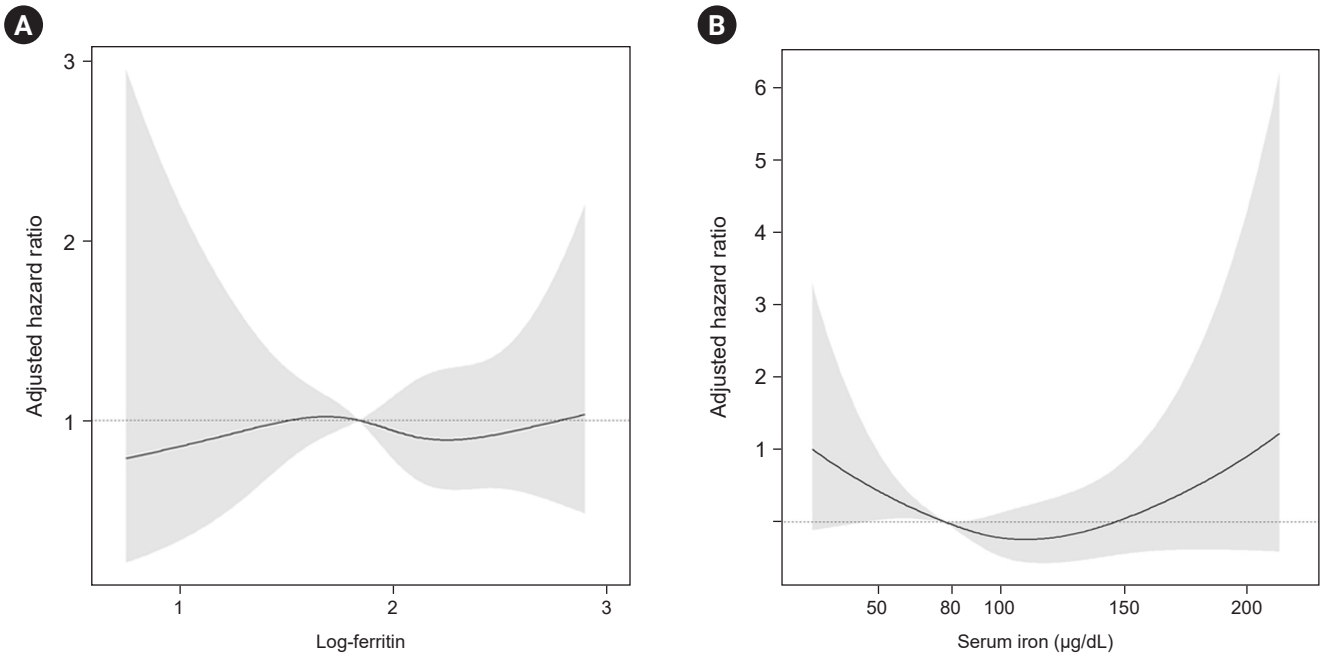 A
3
2
1
Adjusted hazard ratio
1 2 3
Log-ferritin
B
6
5
4
3
2
1
Adjusted hazard ratio
50 80 100 150 200
Serum iron (μg/dL)